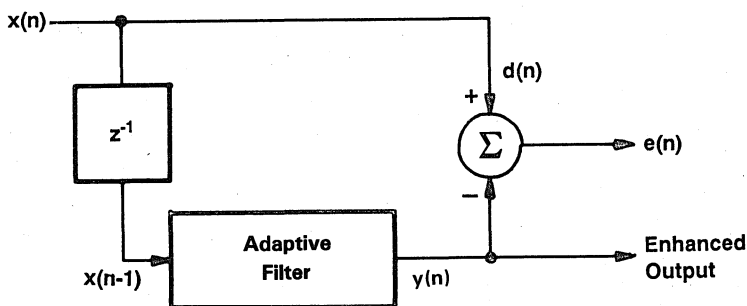 x(n)
d(n)
+
z⁻¹
Σ
e(n)
−
Adaptive
Filter
x(n-1)
y(n)
Enhanced
Output